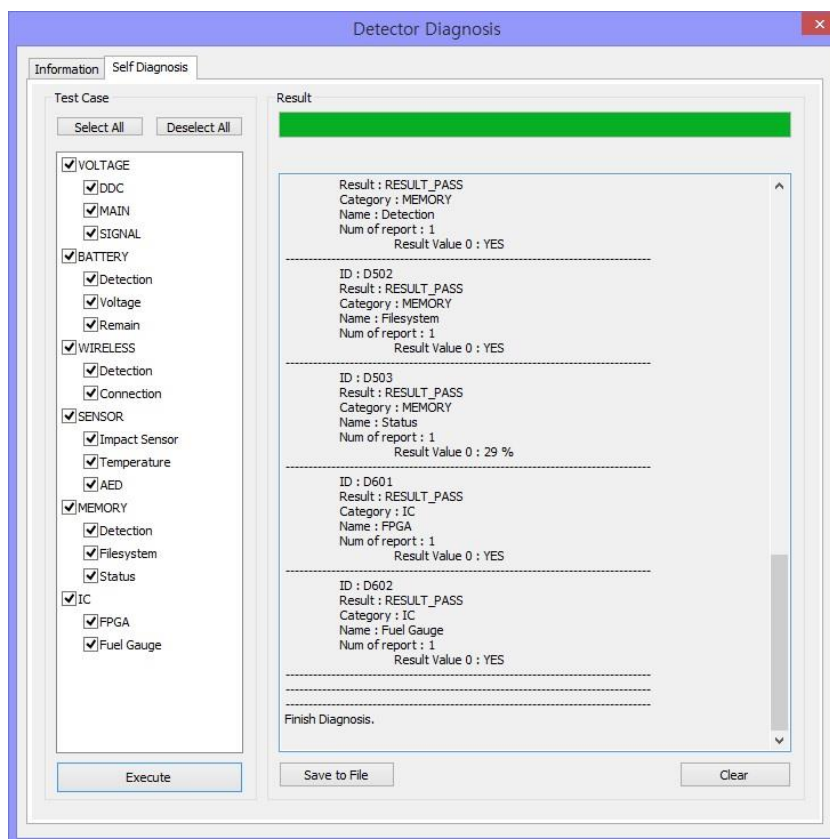 Detector Diagnosis
Information
Self Diagnosis
Test Case
Select All
Deselect All
VOLTAGE
DDC
MAIN
SIGNAL
BATTERY
Detection
Voltage
Remain
WIRELESS
Detection
Connection
SENSOR
Impact Sensor
Temperature
AED
MEMORY
Detection
Filesystem
Status
IC
FPGA
Fuel Gauge
Execute
Result
Result : RESULT_PASS
Category : MEMORY
Name : Detection
Num of report : 1
Result Value 0 : YES
ID : D502
Result : RESULT_PASS
Category : MEMORY
Name : Filesystem
Num of report : 1
Result Value 0 : YES
ID : D503
Result : RESULT_PASS
Category : MEMORY
Name : Status
Num of report : 1
Result Value 0 : 29 %
ID : D601
Result : RESULT_PASS
Category : IC
Name : FPGA
Num of report : 1
Result Value 0 : YES
ID : D602
Result : RESULT_PASS
Category : IC
Name : Fuel Gauge
Num of report : 1
Result Value 0 : YES
Finish Diagnosis.
Save to File
Clear